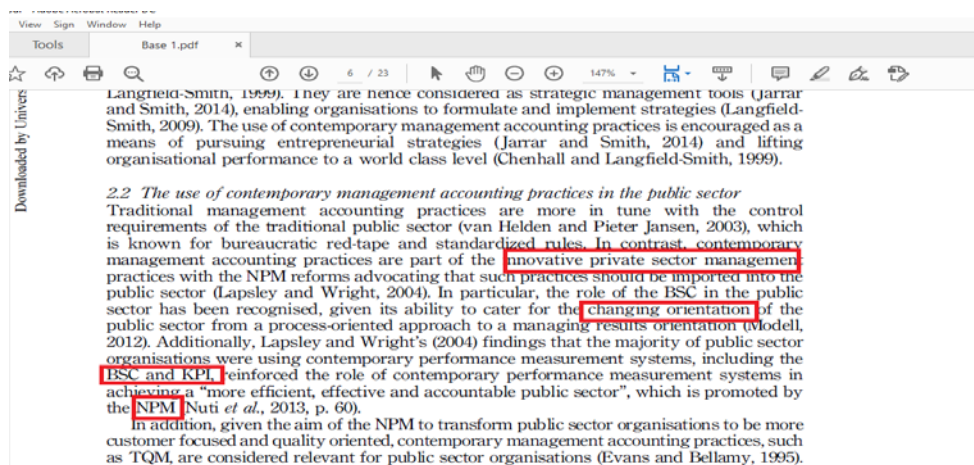 View Sign Window Help
Tools Base 1.pdf ×
6 / 23 147%
Downloaded by Univers
Langfield-Smith, 1999). They are hence considered as strategic management tools (Jarrar
and Smith, 2014), enabling organisations to formulate and implement strategies (Langfield-
Smith, 2009). The use of contemporary management accounting practices is encouraged as a
means of pursuing entrepreneurial strategies (Jarrar and Smith, 2014) and lifting
organisational performance to a world class level (Chenhall and Langfield-Smith, 1999).
2.2 The use of contemporary management accounting practices in the public sector
Traditional management accounting practices are more in tune with the control
requirements of the traditional public sector (van Helden and Pieter Jansen, 2003), which
is known for bureaucratic red-tape and standardized rules. In contrast, contemporary
management accounting practices are part of the innovative private sector management
practices with the NPM reforms advocating that such practices should be imported into the
public sector (Lapsley and Wright, 2004). In particular, the role of the BSC in the public
sector has been recognised, given its ability to cater for the changing orientation of the
public sector from a process-oriented approach to a managing results orientation (Modell,
2012). Additionally, Lapsley and Wright's (2004) findings that the majority of public sector
organisations were using contemporary performance measurement systems, including the
BSC and KPI, reinforced the role of contemporary performance measurement systems in
achieving a "more efficient, effective and accountable public sector", which is promoted by
the NPM (Nuti et al., 2013, p. 60).
In addition, given the aim of the NPM to transform public sector organisations to be more
customer focused and quality oriented, contemporary management accounting practices, such
as TQM, are considered relevant for public sector organisations (Evans and Bellamy, 1995).